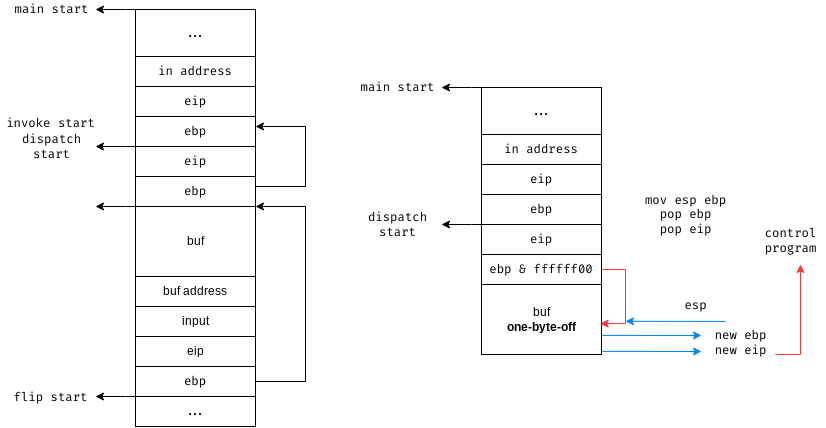 main start
...
in address
eip
invoke start
dispatch
start
ebp
eip
ebp
buf
buf address
input
eip
ebp
flip start
...
main start
...
in address
eip
ebp
dispatch
start
eip
ebp & ffffff00
buf
one-byte-off
mov esp ebp
pop ebp
pop eip
control
program
esp
new ebp
new eip